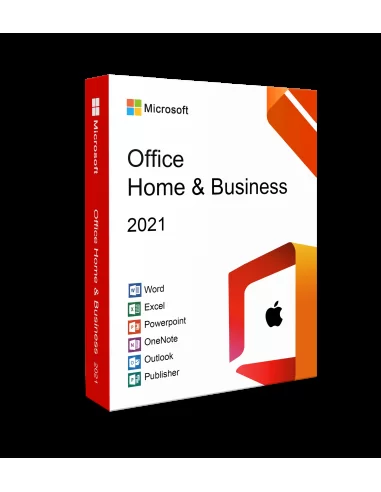 Microsoft
Office
Home & Business
2021
Word
Excel
Powerpoint
OneNote
Outlook
Publisher
Microsoft
Office Home & Business 2021